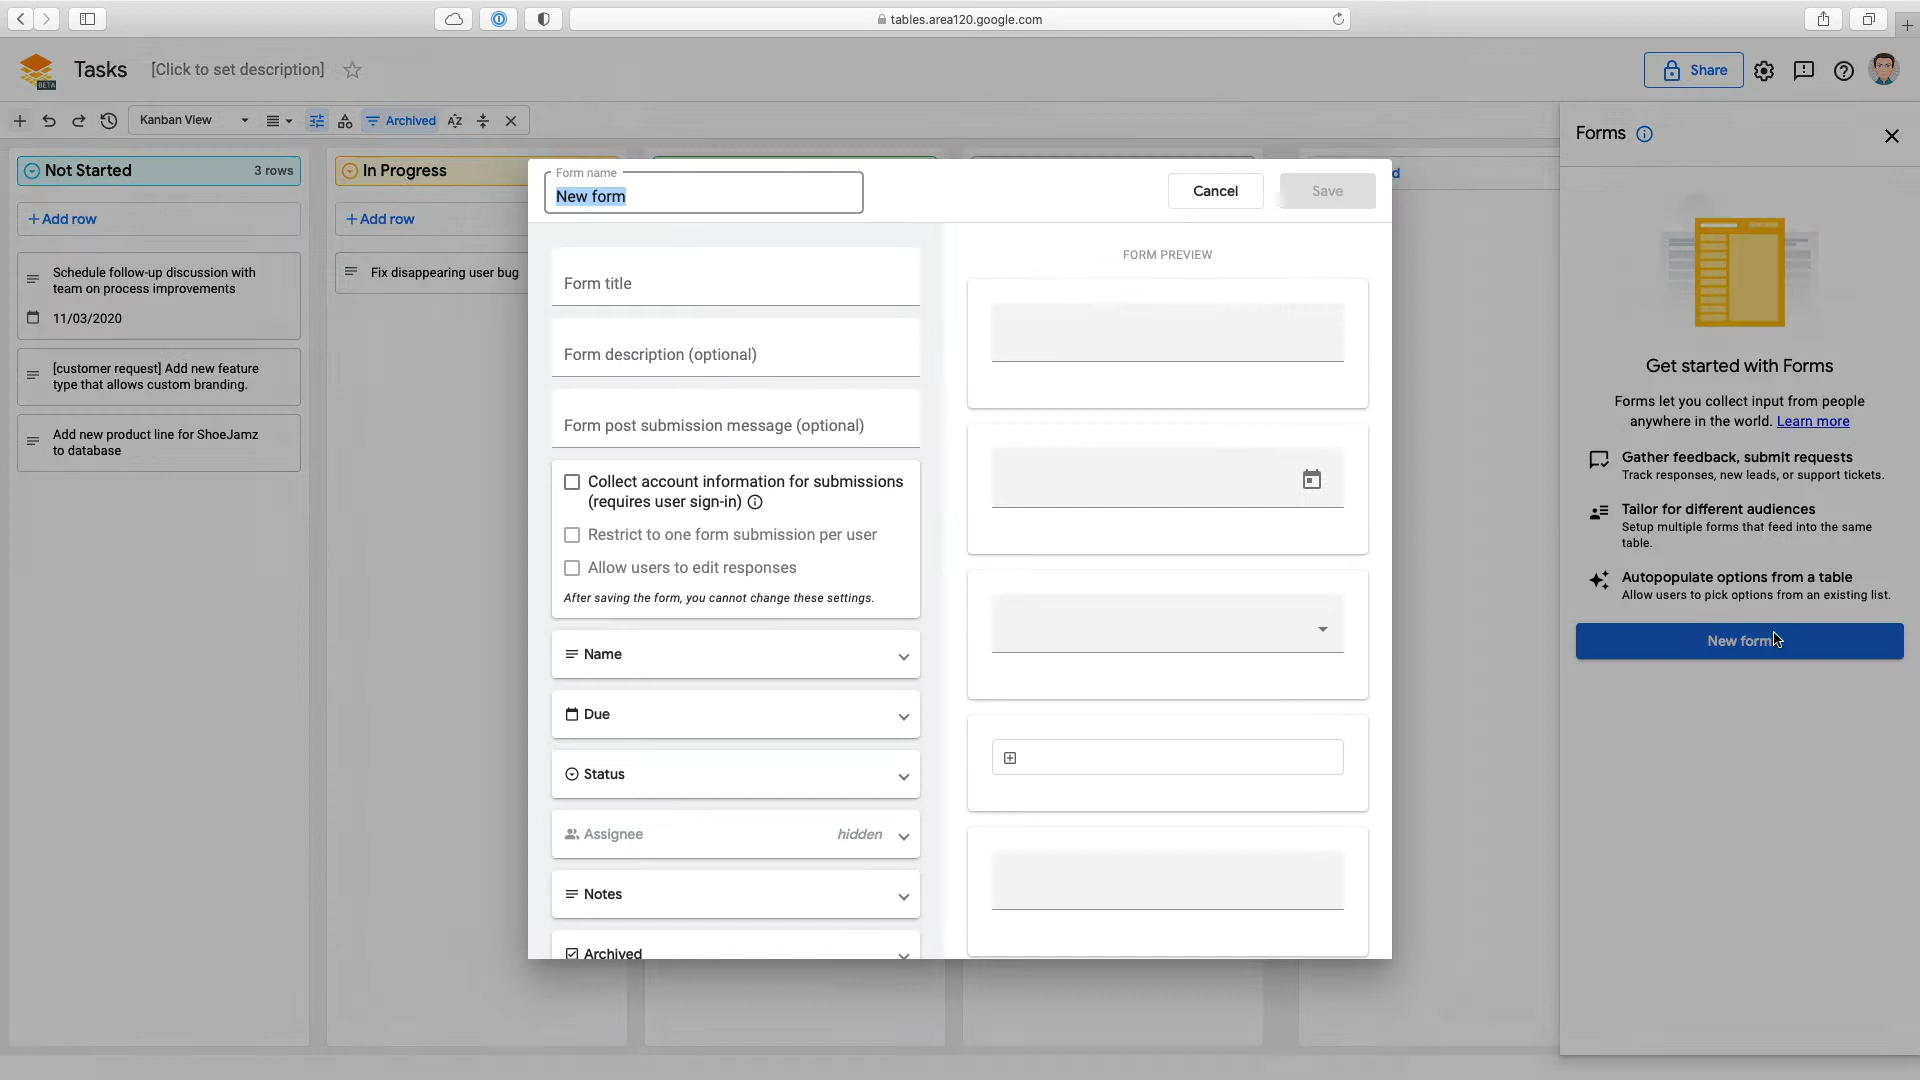 tables.area120.google.com
BETA
Tasks
[Click to set description]
Share
Kanban View
Archived
Forms
Not Started
3 rows
In Progress
+ Add row
+ Add row
Schedule follow-up discussion with
team on process improvements
11/03/2020
[customer request] Add new feature
type that allows custom branding.
Add new product line for ShoeJamz
to database
Fix disappearing user bug
d
Form name
New form
Cancel
Save
Form title
Form description (optional)
Form post submission message (optional)
Collect account information for submissions
(requires user sign-in)
Restrict to one form submission per user
Allow users to edit responses
After saving the form, you cannot change these settings.
Name
Due
Status
Assignee
hidden
Notes
Archived
FORM PREVIEW
Get started with Forms
Forms let you collect input from people
anywhere in the world. Learn more
Gather feedback, submit requests
Track responses, new leads, or support tickets.
Tailor for different audiences
Setup multiple forms that feed into the same
table.
Autopopulate options from a table
Allow users to pick options from an existing list.
New form